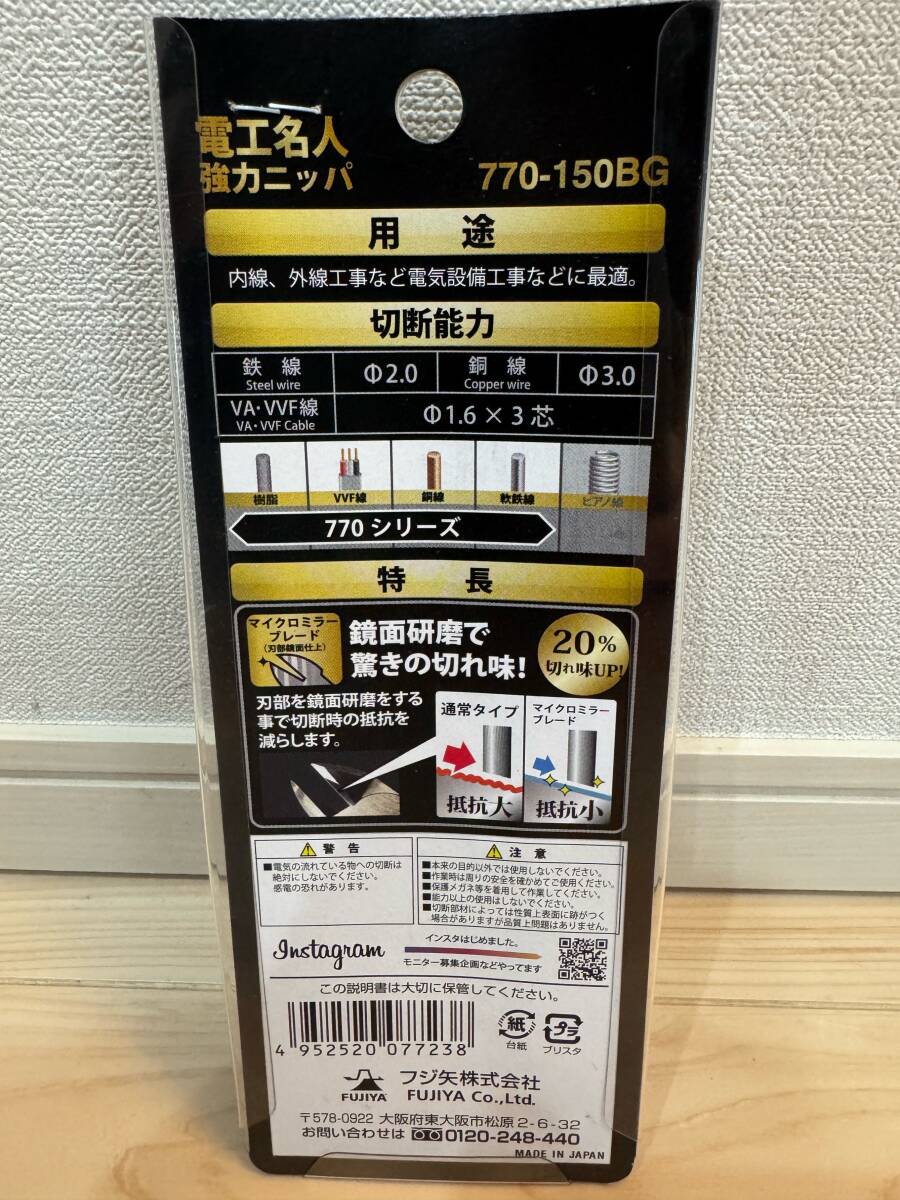 電工名人
強力ニッパ 770-150BG
用途
内線、外線工事など電気設備工事などに最適。
切断能力
鉄線 Steel wire Φ2.0 銅線 Copper wire Φ3.0
VA・VVF線 VA・VVF Cable Φ1.6×3芯
樹脂 VVF線 銅線 軟鉄線 ピアノ線
770シリーズ
特長
マイクロミラー
ブレード
(刃部鏡面仕上)
鏡面研磨で
驚きの切れ味!
20%
切れ味UP!
刃部を鏡面研磨をする
事で切断時の抵抗を
減らします。
通常タイプ
抵抗大
マイクロミラー
ブレード
抵抗小
警告
■電気の流れている物への切断は
絶対にしないでください。
感電の恐れがあります。
注意
■本来の目的以外では使用しないでください。
■作業時は周りの安全を確かめてご使用ください。
■保護メガネ等を着用して作業してください。
■能力以上の使用はしないでください。
■切断部材によっては性質上表面に跡がつく
場合がありますが品質上問題はありません。
Instagram
インスタはじめました。
モニター募集企画などやってます
この説明書は大切に保管してください。
4 952520 077238
紙
台紙
プラ
ブリスタ
FUJIYA
フジ矢株式会社
FUJIYA Co.,Ltd.
〒578-0922 大阪府東大阪市松原2-6-32
お問い合わせは 0120-248-440
MADE IN JAPAN